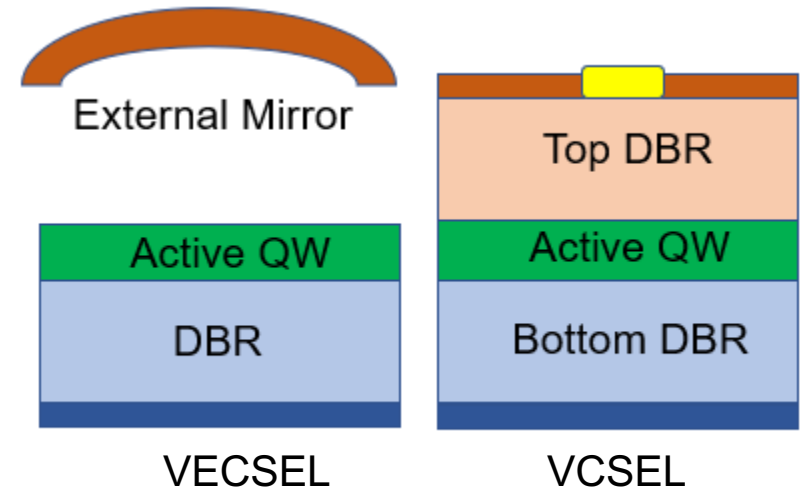 External Mirror
Active QW
DBR
VECSEL
Top DBR
Active QW
Bottom DBR
VCSEL